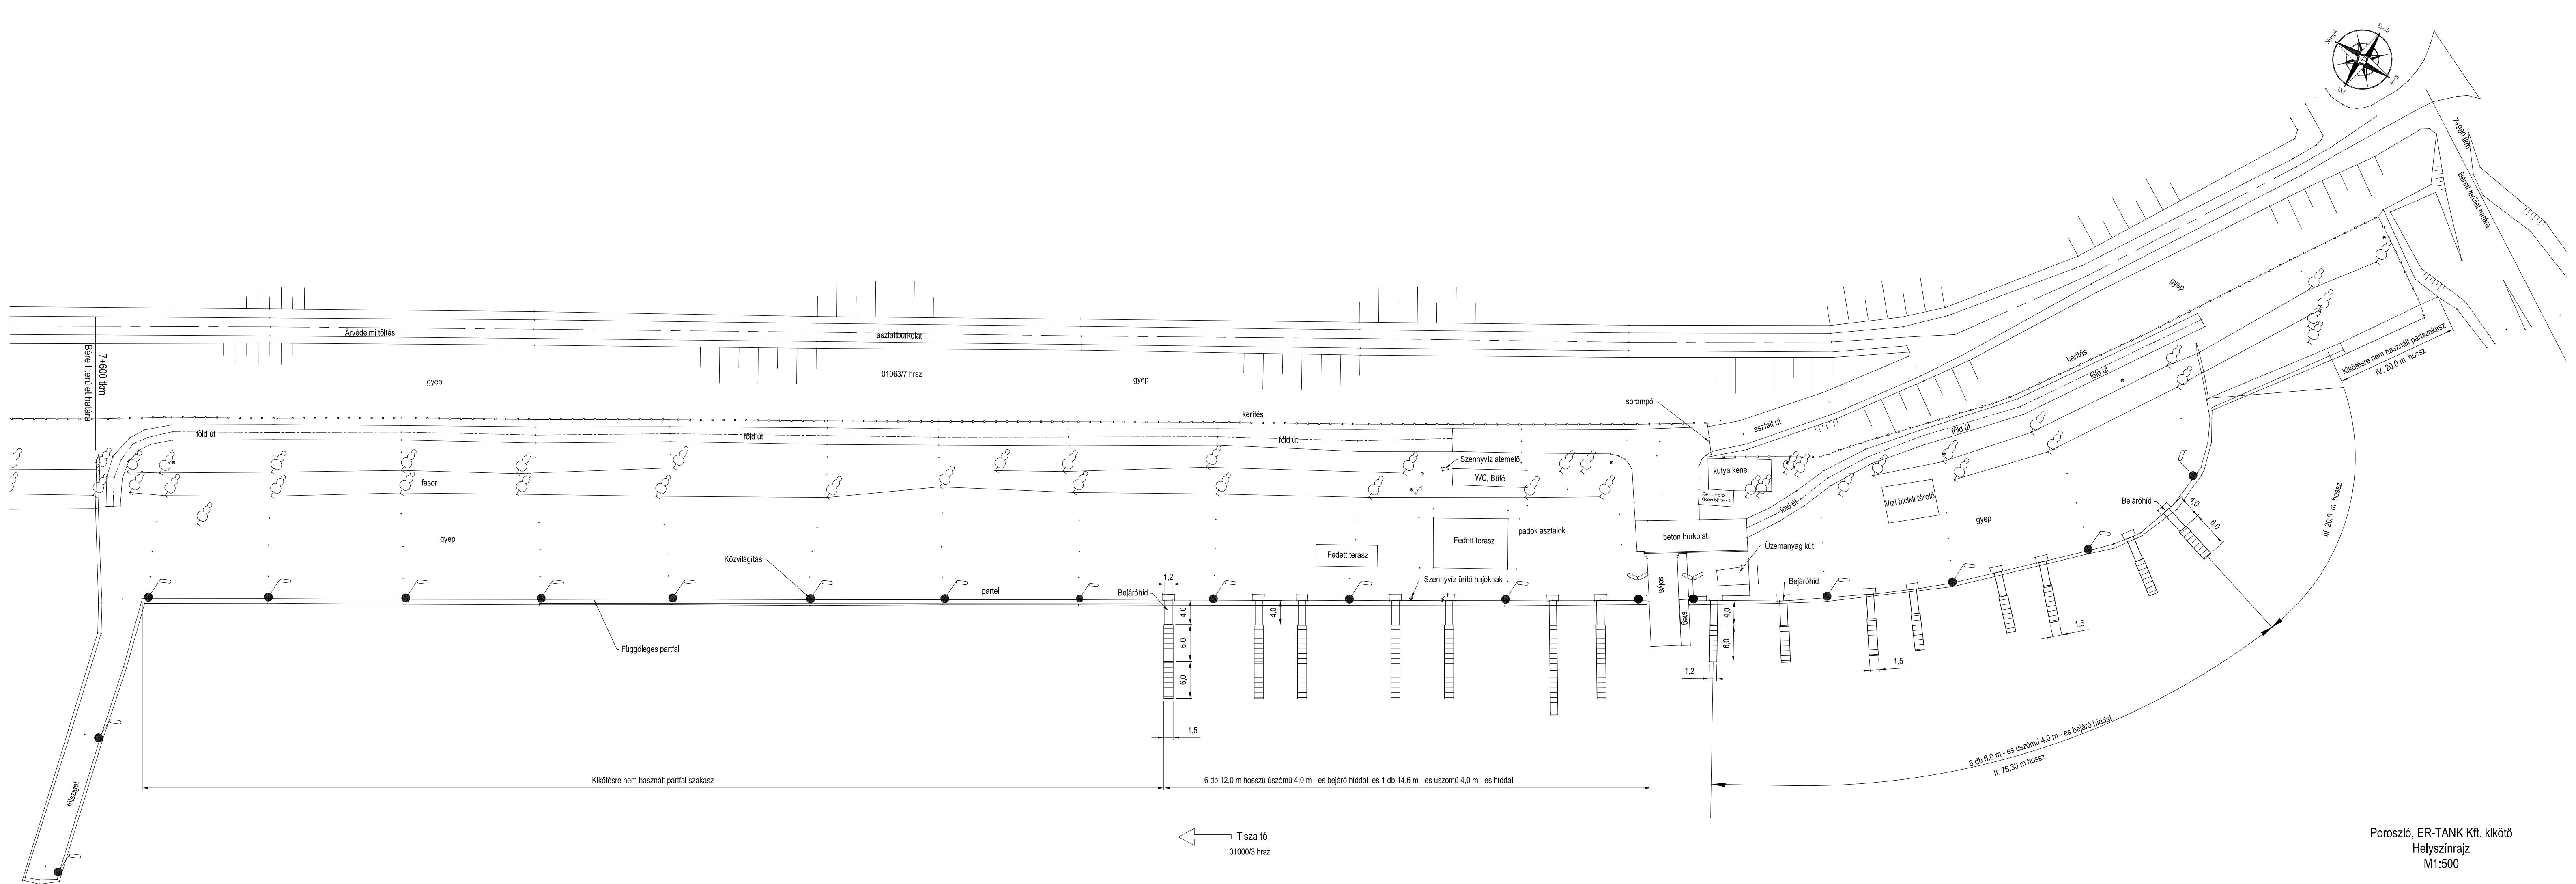 Észak
Nyugat
Kelet
Dél
7+980 tkm
Bérelt terület határa
gyep
Árvédelmi töltés
aszfaltburkolat
7+600 tkm
Bérelt terület határa
gyep
01063/7 hrsz
gyep
kerítés
föld út
Kikötésre nem használt partszakasz
IV. 20,0 m hossz
kerítés
sorompó
aszfalt út
föld út
föld út
föld út
föld út
Szennyvíz átemelő
WC, Büfé
kutya kenel
Recepció
(konténer)
fasor
Vízi bicikli tároló
Bejáróhíd
4,0
6,0
III. 20,0 m hossz
föld út
gyep
gyep
padok asztalok
Fedett terasz
Fedett terasz
beton burkolat
Üzemanyag kút
Közvilágítás
Szennyvíz ürítő hajóknak
sólya
Bejáróhíd
1,2
Bejáróhíd
partél
4,0
4,0
stég
4,0
Függőleges partfal
6,0
6,0
1,5
1,5
6,0
1,2
1,5
félsziget
Kikötésre nem használt partfal szakasz
6 db 12,0 m hosszú úszómű 4,0 m - es bejáró híddal és 1 db 14,6 m - es úszómű 4,0 m - es híddal
8 db 6,0 m - es úszómű 4,0 m - es bejáró híddal
II. 76,30 m hossz
Tisza tó
01000/3 hrsz
Poroszló, ER-TANK Kft. kikötő
Helyszínrajz
M1:500